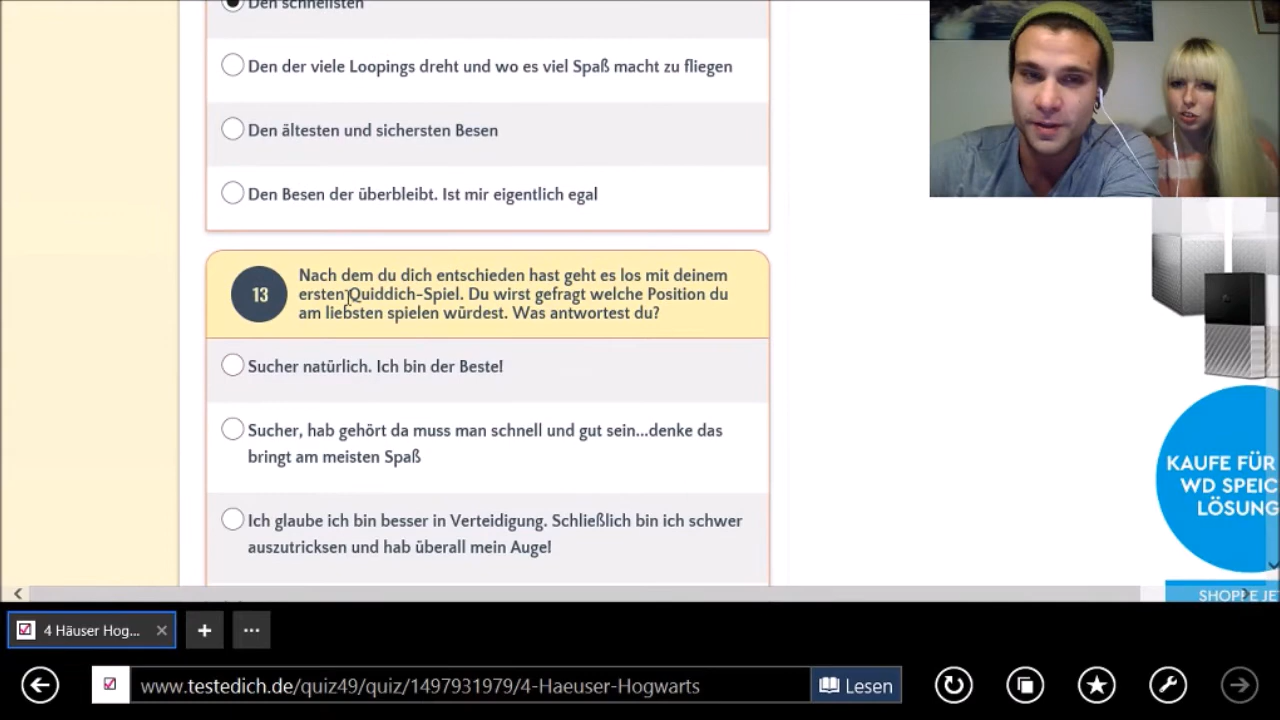 Den schnellsten
Den der viele Loopings dreht und wo es viel Spaß macht zu fliegen
Den ältesten und sichersten Besen
Den Besen der überbleibt. Ist mir eigentlich egal
13
Nach dem du dich entschieden hast geht es los mit deinem
ersten Quiddich-Spiel. Du wirst gefragt welche Position du
am liebsten spielen würdest. Was antwortest du?
Sucher natürlich. Ich bin der Beste!
Sucher, hab gehört da muss man schnell und gut sein...denke das
bringt am meisten Spaß
Ich glaube ich bin besser in Verteidigung. Schließlich bin ich schwer
auszutricksen und hab überall mein Auge!
KAUFE FÜR
WD SPEIC
LÖSUNG
SHOPPE JE
4 Häuser Hog...
www.testedich.de/quiz49/quiz/1497931979/4-Haeuser-Hogwarts
Lesen